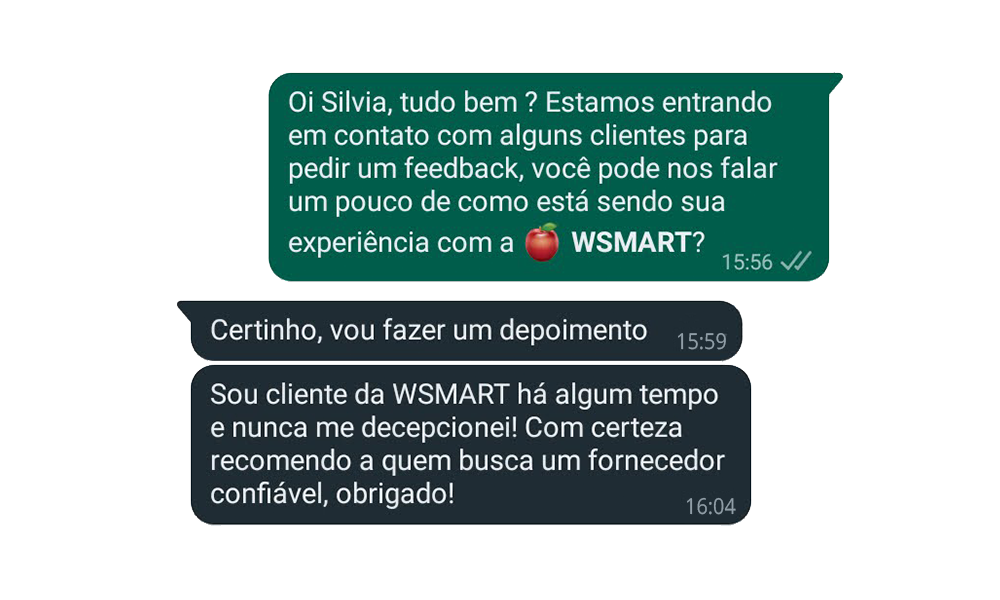 Oi Silvia, tudo bem ? Estamos entrando
em contato com alguns clientes para
pedir um feedback, você pode nos falar
um pouco de como está sendo sua
experiência com a 🍎 WSMART?
15:56
Certinho, vou fazer um depoimento
15:59
Sou cliente da WSMART há algum tempo
e nunca me decepcionei! Com certeza
recomendo a quem busca um fornecedor
confiável, obrigado!
16:04